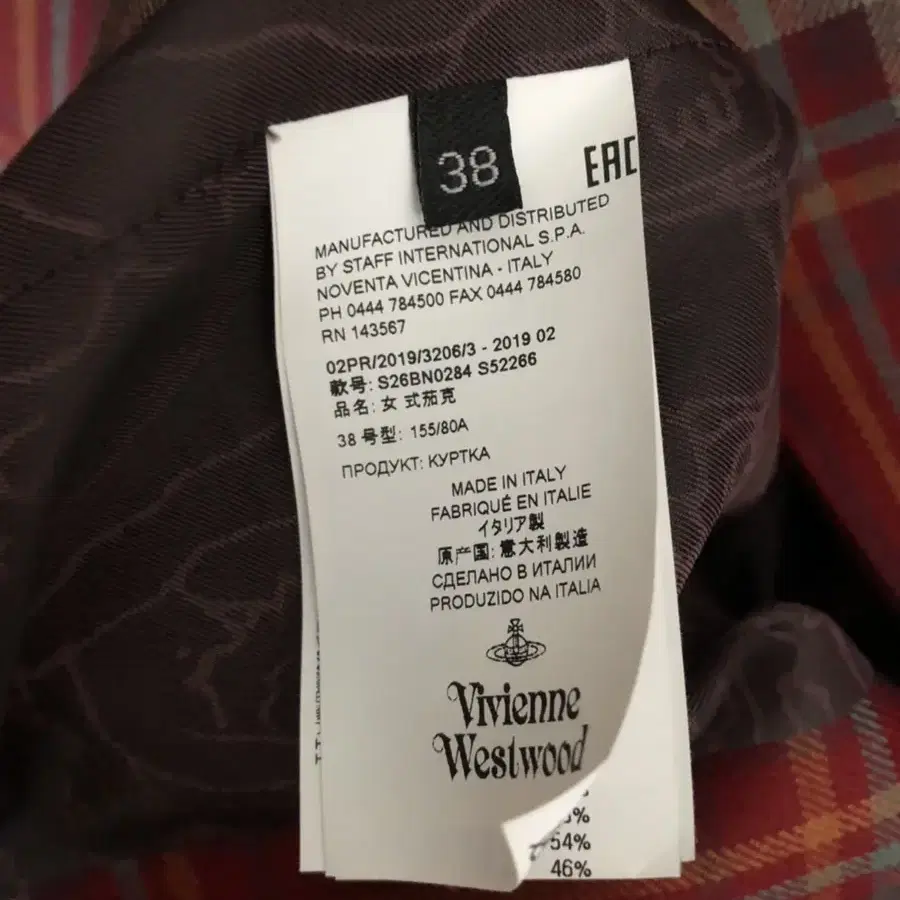 38
EAC
MANUFACTURED AND DISTRIBUTED
BY STAFF INTERNATIONAL S.P.A.
NOVENTA VICENTINA - ITALY
PH 0444 784500 FAX 0444 784580
RN 143567
02PR/2019/3206/3 - 2019 02
款号: S26BN0284 S52266
品名: 女 式茄克
38 号型: 155/80A
ПРОДУКТ: КУРТКА
MADE IN ITALY
FABRIQUÉ EN ITALIE
イタリア製
原产国: 意大利製造
СДЕЛАНО В ИТАЛИИ
PRODUZIDO NA ITALIA
Vivienne
Westwood
54%
46%